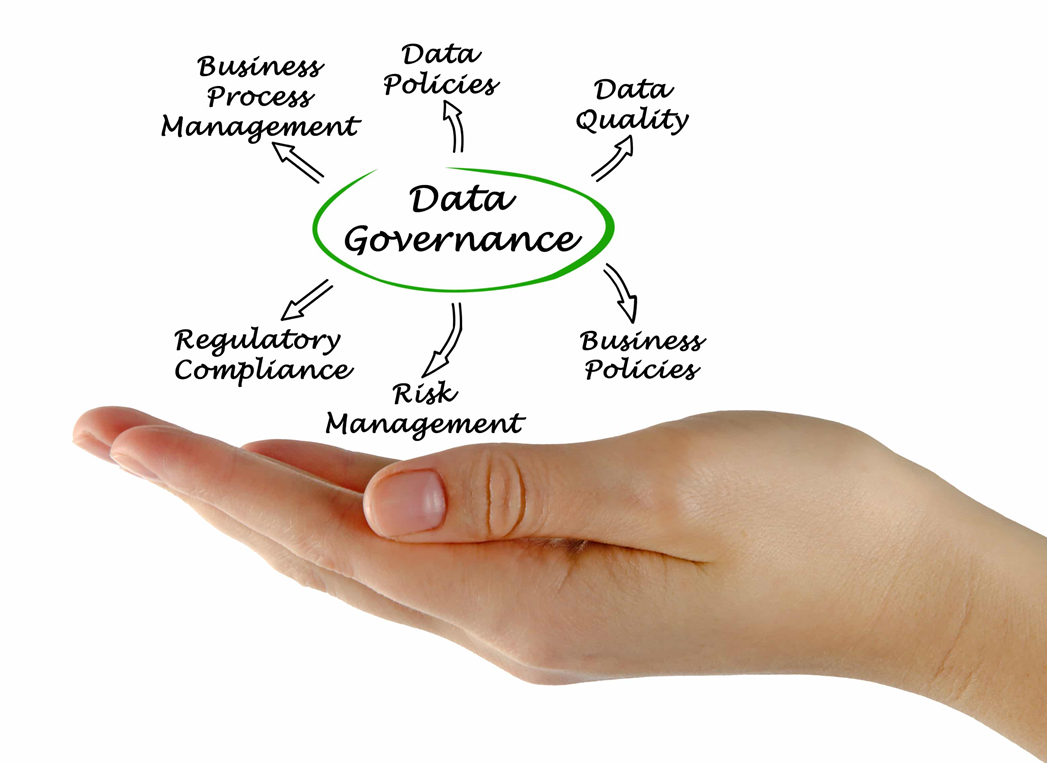 Business
Process
Management
Data
Policies
Data
Quality
Data
Governance
Regulatory
Compliance
Risk
Management
Business
Policies